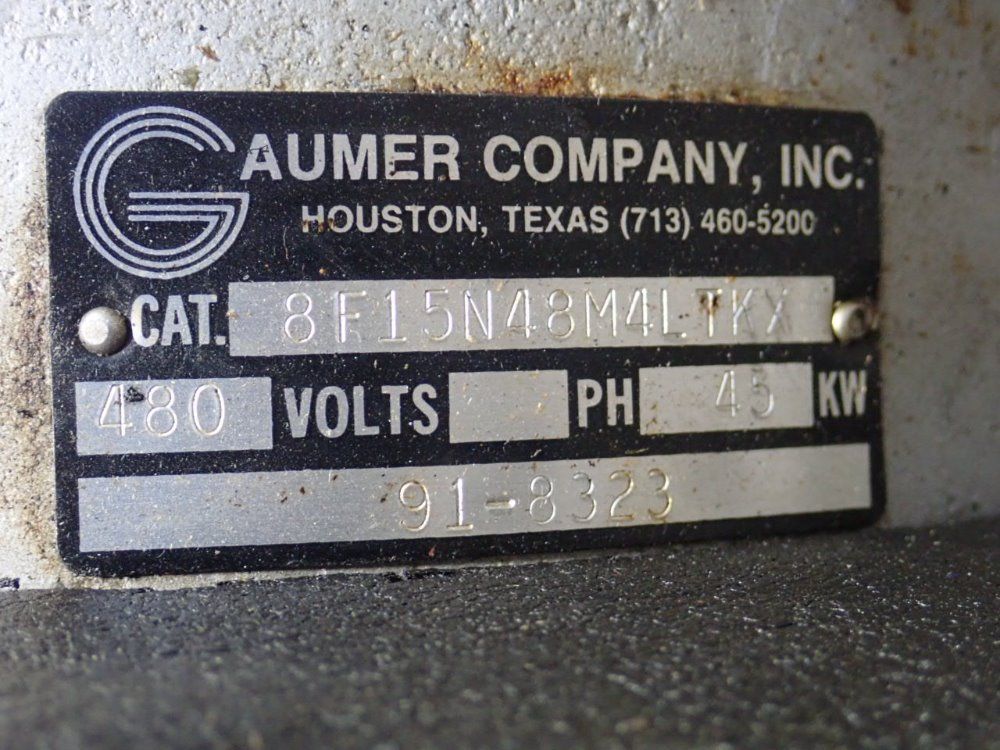 GAUMER COMPANY, INC.
HOUSTON, TEXAS (713) 460-5200
CAT. 8F15N48M4LTKX
480 VOLTS PH 45 KW
91-8323